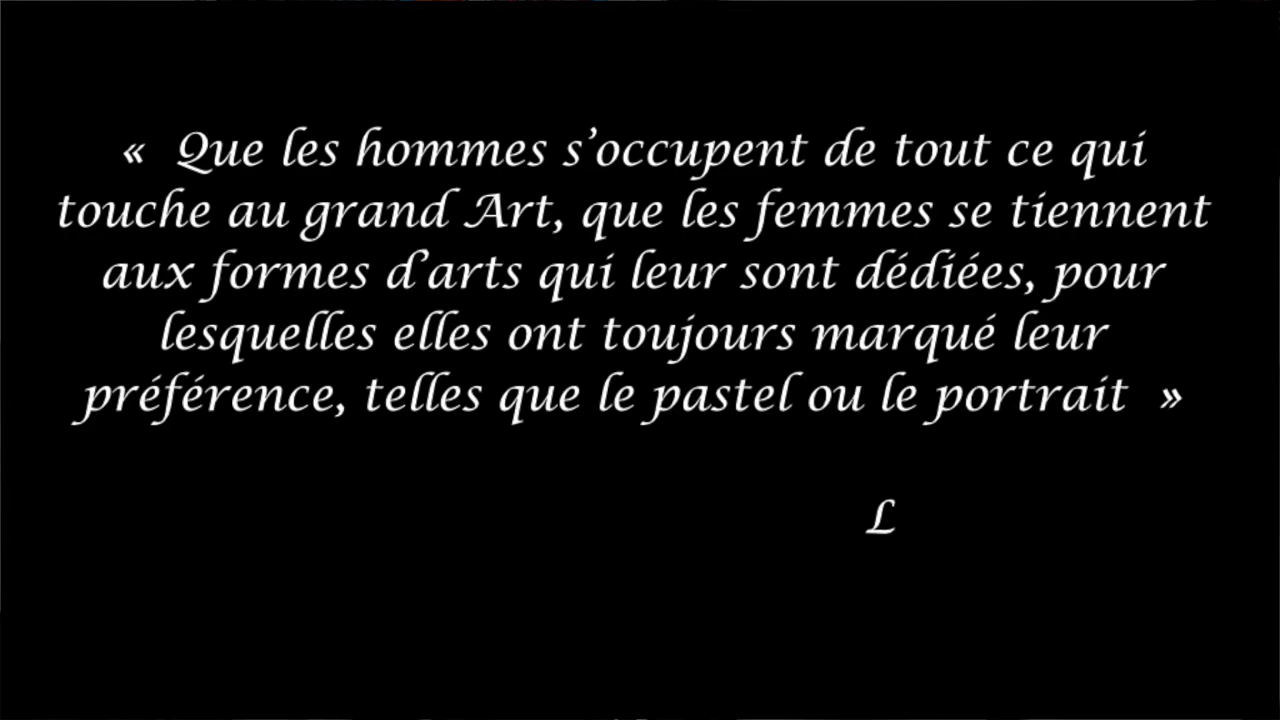 «  Que les hommes s’occupent de tout ce qui
touche au grand Art, que les femmes se tiennent
aux formes d’arts qui leur sont dédiées, pour
lesquelles elles ont toujours marqué leur
préférence, telles que le pastel ou le portrait  »
L